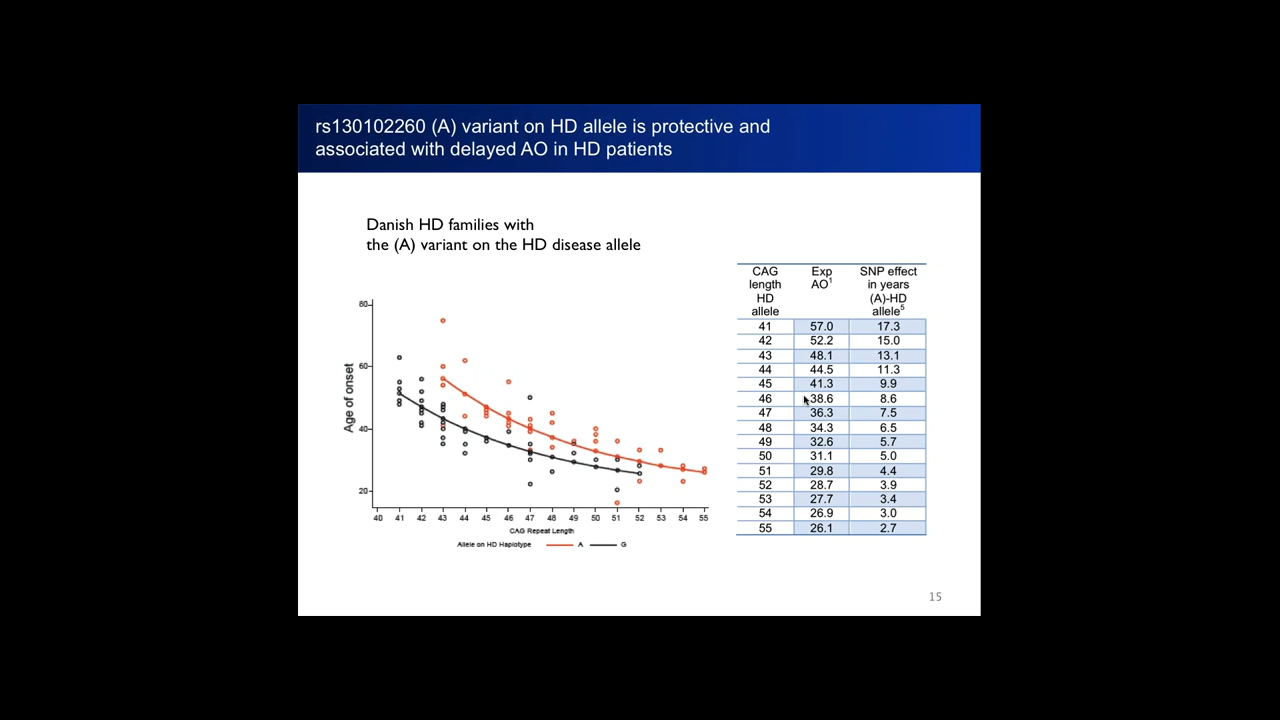 rs130102260 (A) variant on HD allele is protective and
associated with delayed AO in HD patients
Danish HD families with
the (A) variant on the HD disease allele
80
60
40
20
Age of onset
40 41 42 43 44 45 46 47 48 49 50 51 52 53 54 55
CAG Repeat Length
Allele on HD Haplotype A G
CAG length HD allele Exp AO1 SNP effect in years (A)-HD allele5
41 57.0 17.3
42 52.2 15.0
43 48.1 13.1
44 44.5 11.3
45 41.3 9.9
46 38.6 8.6
47 36.3 7.5
48 34.3 6.5
49 32.6 5.7
50 31.1 5.0
51 29.8 4.4
52 28.7 3.9
53 27.7 3.4
54 26.9 3.0
55 26.1 2.7
15